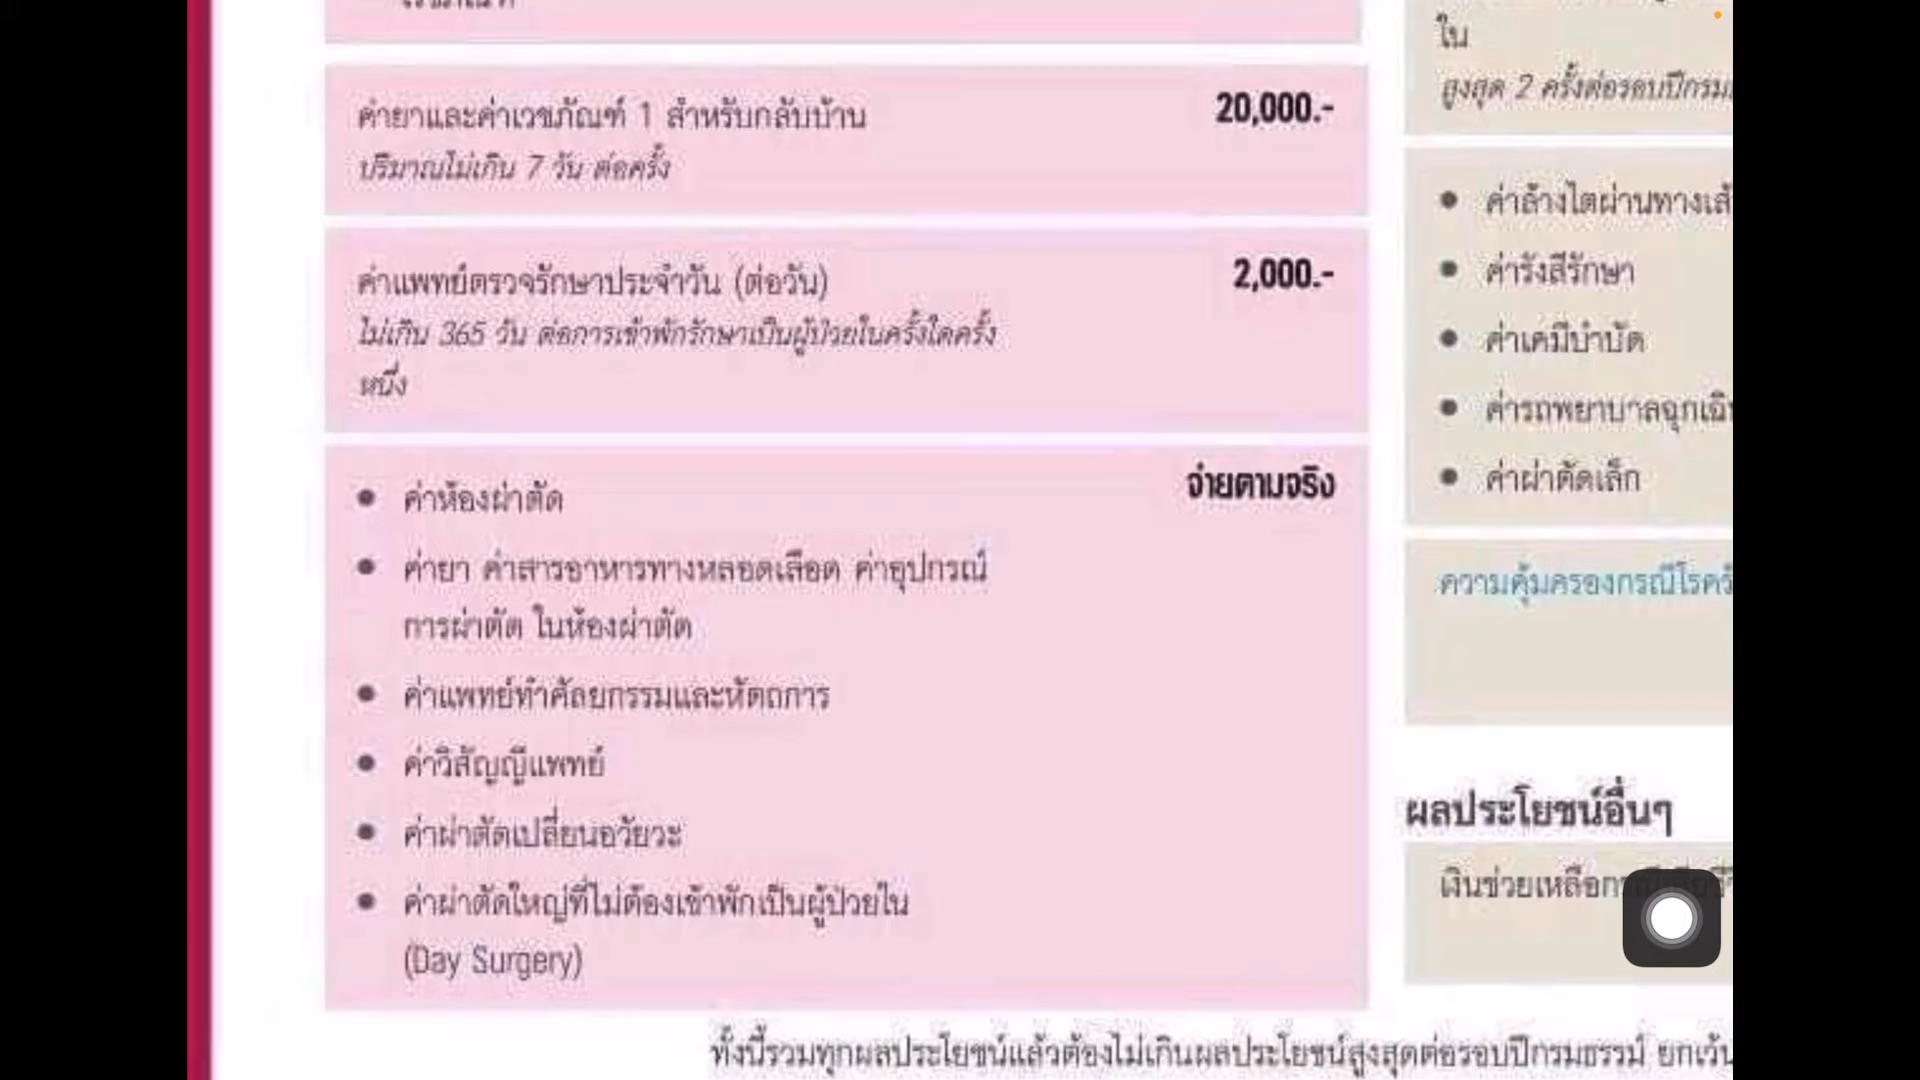 ค่ายาและค่าเวชภัณฑ์ 1 สำหรับกลับบ้าน 20,000.-
ปริมาณไม่เกิน 7 วัน ต่อครั้ง
ค่าแพทย์ตรวจรักษาประจำวัน (ต่อวัน) 2,000.-
ไม่เกิน 365 วัน ต่อการเข้าพักรักษาเป็นผู้ป่วยในครั้งใดครั้ง
หนึ่ง
จ่ายตามจริง
ค่าห้องผ่าตัด
ค่ายา ค่าสารอาหารทางหลอดเลือด ค่าอุปกรณ์
การผ่าตัด ในห้องผ่าตัด
ค่าแพทย์ทำศัลยกรรมและหัตถการ
ค่าวิสัญญีแพทย์
ค่าผ่าตัดเปลี่ยนอวัยวะ
ค่าผ่าตัดใหญ่ที่ไม่ต้องเข้าพักเป็นผู้ป่วยใน
(Day Surgery)
ใน
สูงสุด 2 ครั้งต่อรอบปีกรม
ค่าล้างไตผ่านทางเส้
ค่ารังสีรักษา
ค่าเคมีบำบัด
ค่ารถพยาบาลฉุกเฉิ
ค่าผ่าตัดเล็ก
ความคุ้มครองกรณีโรคร้
ผลประโยชน์อื่นๆ
เงินช่วยเหลือ
ทั้งนี้รวมทุกผลประโยชน์แล้วต้องไม่เกินผลประโยชน์สูงสุดต่อรอบปีกรมธรรม์ ยกเว้น